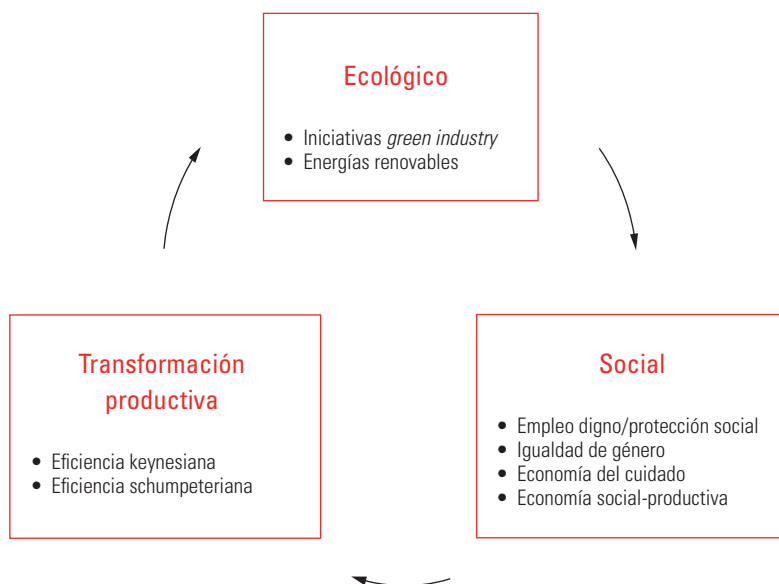 Ecológico
• Iniciativas green industry
• Energías renovables
Transformación
productiva
• Eficiencia keynesiana
• Eficiencia schumpeteriana
Social
• Empleo digno/protección social
• Igualdad de género
• Economía del cuidado
• Economía social-productiva